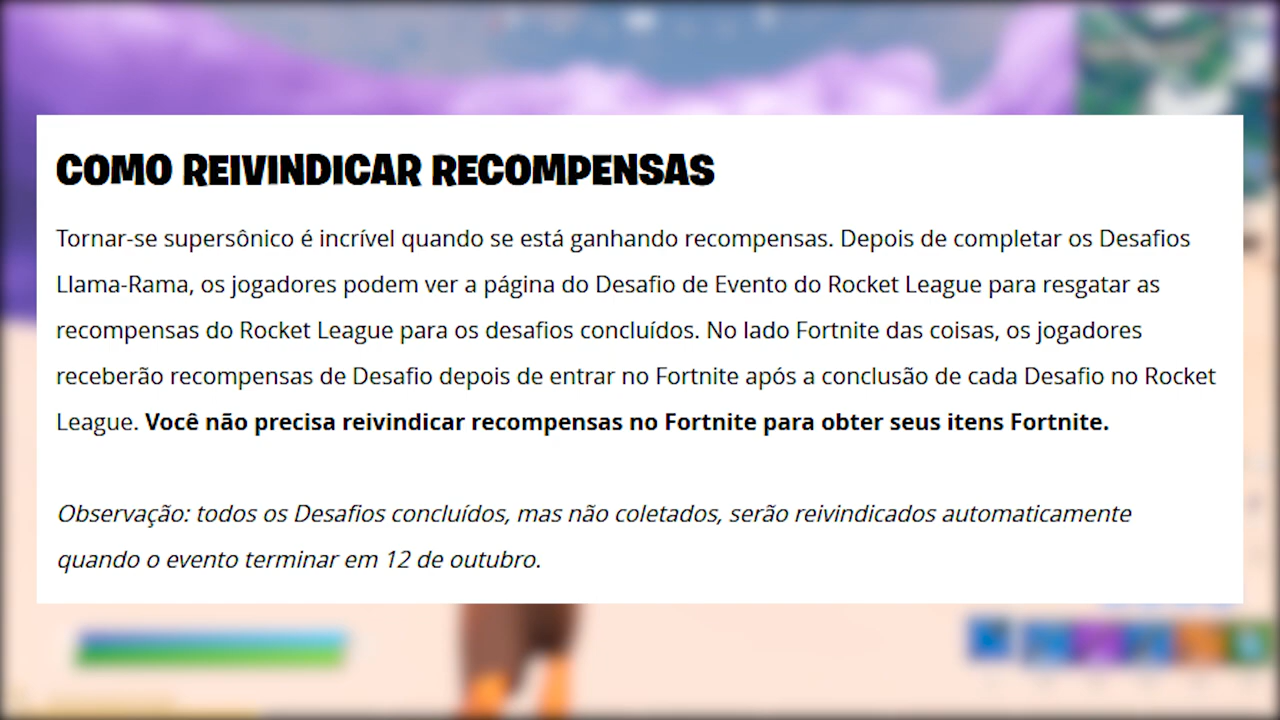 COMO REIVINDICAR RECOMPENSAS
Tornar-se supersônico é incrível quando se está ganhando recompensas. Depois de completar os Desafios
Llama-Rama, os jogadores podem ver a página do Desafio de Evento do Rocket League para resgatar as
recompensas do Rocket League para os desafios concluídos. No lado Fortnite das coisas, os jogadores
receberão recompensas de Desafio depois de entrar no Fortnite após a conclusão de cada Desafio no Rocket
League. Você não precisa reivindicar recompensas no Fortnite para obter seus itens Fortnite.
Observação: todos os Desafios concluídos, mas não coletados, serão reivindicados automaticamente
quando o evento terminar em 12 de outubro.